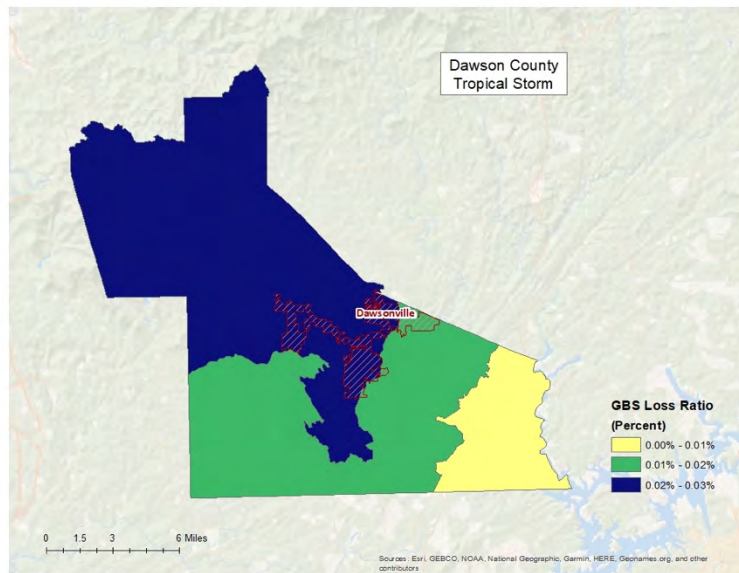 Dawson County
Tropical Storm
Dawsonville
GBS Loss Ratio
(Percent)
0.00% - 0.01%
0.01% - 0.02%
0.02% - 0.03%
0 1.5 3 6 Miles
Sources: Esri, GEBCO, NOAA, National Geographic, Garmin, HERE, Geonames.org, and other
contributors